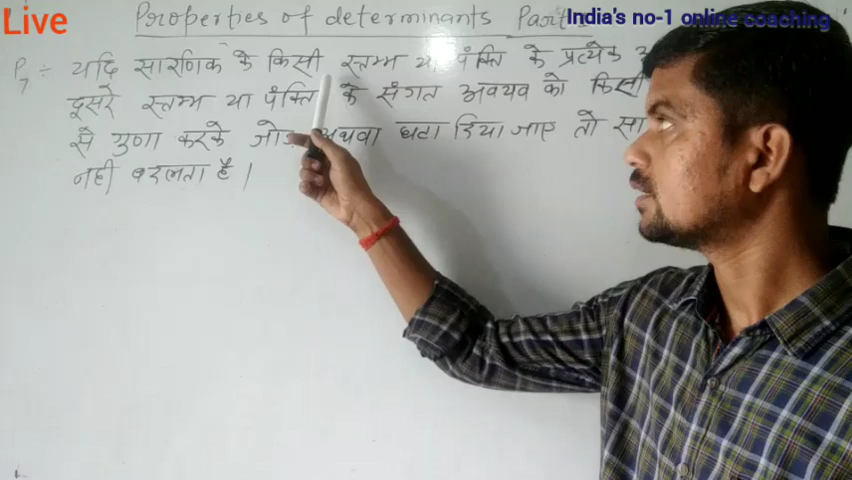 Live
Properties of determinants Part
India's no-1 online coaching
P7 :- यदि सारणिक के किसी स्तम्भ या पंक्ति के प्रत्येक
दूसरे स्तम्भ या पंक्ति के संगत अवयव को किसी
से गुणा करके अथवा घटा दिया जाए तो
नही बदलता है।